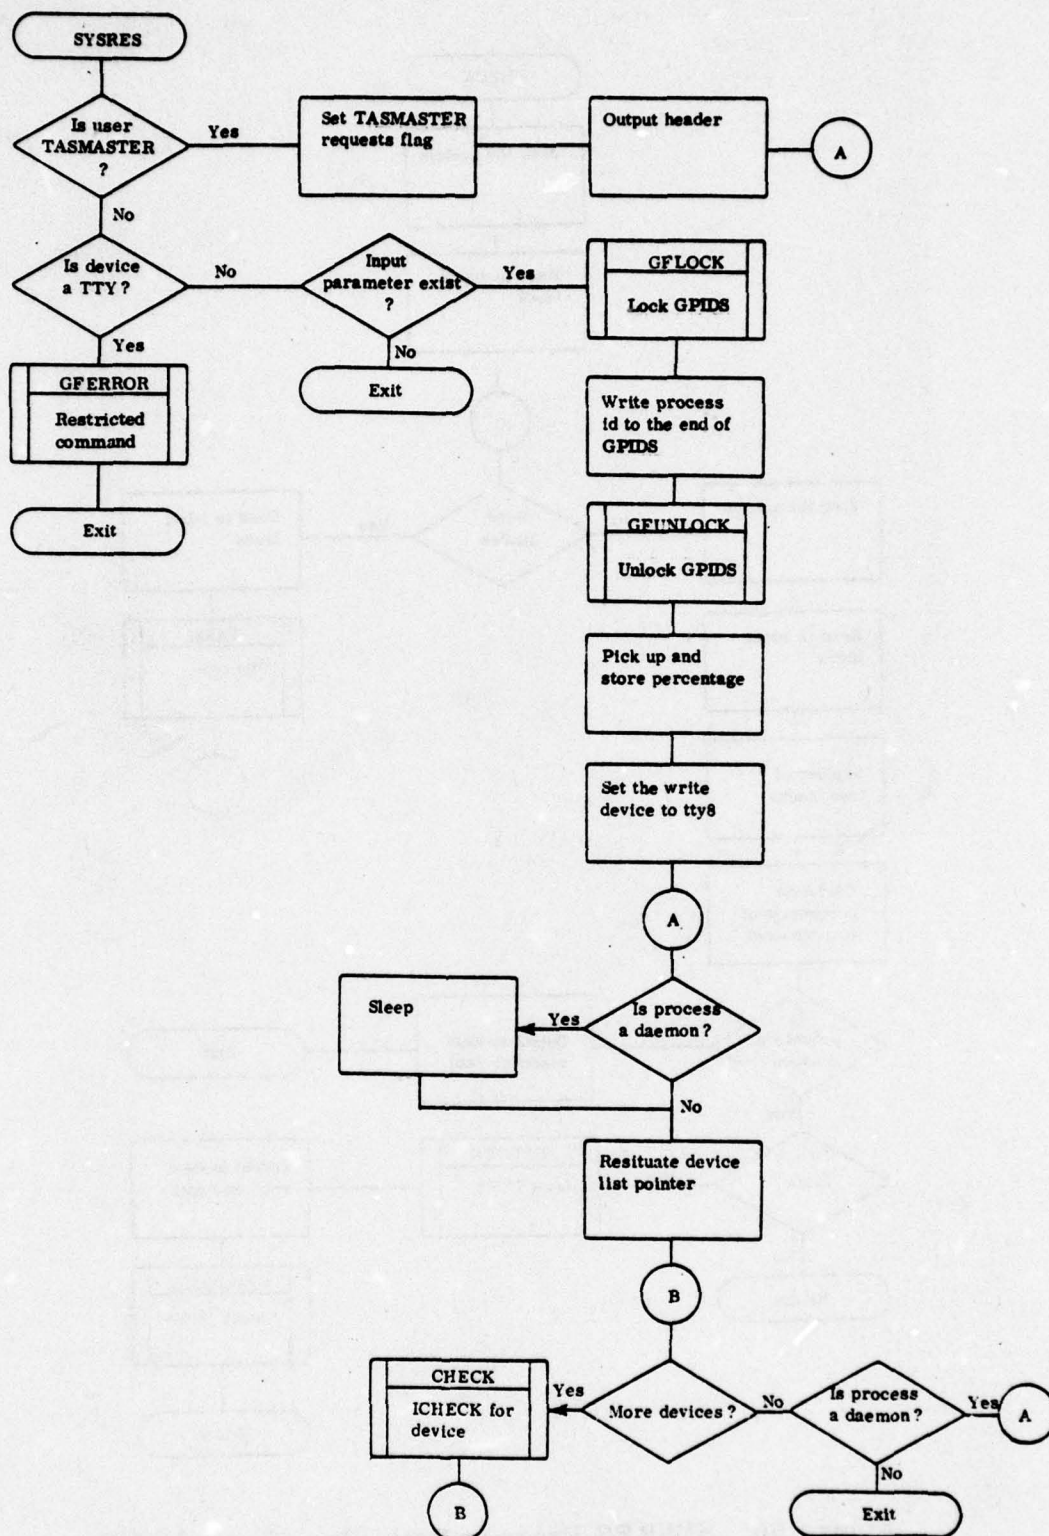 SYSRES
Is user
TASMASTER
?
Yes
Set TASMASTER
requests flag
Output header
A
No
Is device
a TTY?
No
Input
parameter exist
?
Yes
GFLOCK
Lock GPIDS
Yes
No
GFERROR
Restricted
command
Exit
Write process
id to the end of
GPIDS
Exit
GFUNLOCK
Unlock GPIDS
Pick up and
store percentage
Set the write
device to tty8
A
Sleep
Yes
Is process
a daemon?
No
Resituate device
list pointer
B
CHECK
ICHECK for
device
Yes
More devices?
No
Is process
a daemon?
Yes
A
No
B
Exit